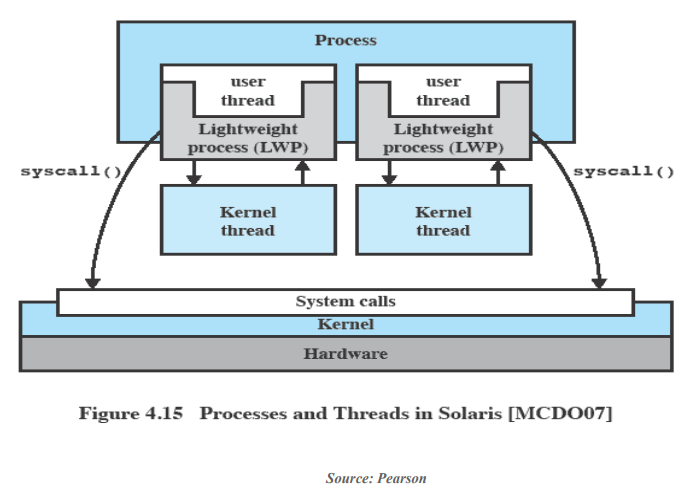 Process
user
thread
user
thread
Lightweight
process (LWP)
Lightweight
process (LWP)
syscall()
syscall()
Kernel
thread
Kernel
thread
System calls
Kernel
Hardware
Figure 4.15 Processes and Threads in Solaris [MCDO07]
Source: Pearson